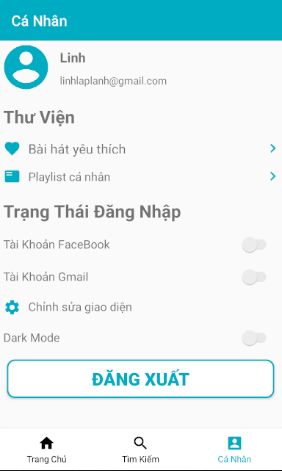 Cá Nhân
Linh
linhlaplanh@gmail.com
Thư Viện
Bài hát yêu thích
Playlist cá nhân
Trạng Thái Đăng Nhập
Tài Khoản FaceBook
Tài Khoản Gmail
Chỉnh sửa giao diện
Dark Mode
ĐĂNG XUẤT
Trang Chủ Tìm Kiếm Cá Nhân